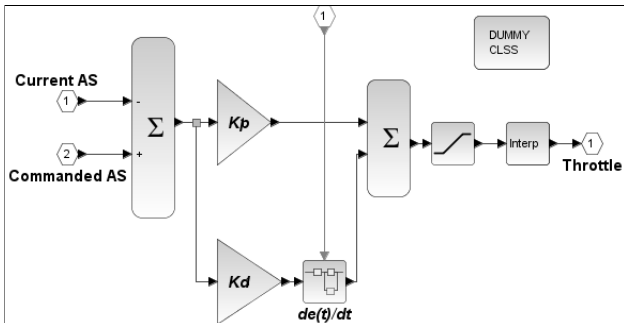 1
DUMMY
CLSS
Current AS
1
-
Σ
Kp
Σ
2
+
Commanded AS
Interp
1
Throttle
Kd
de(t)/dt